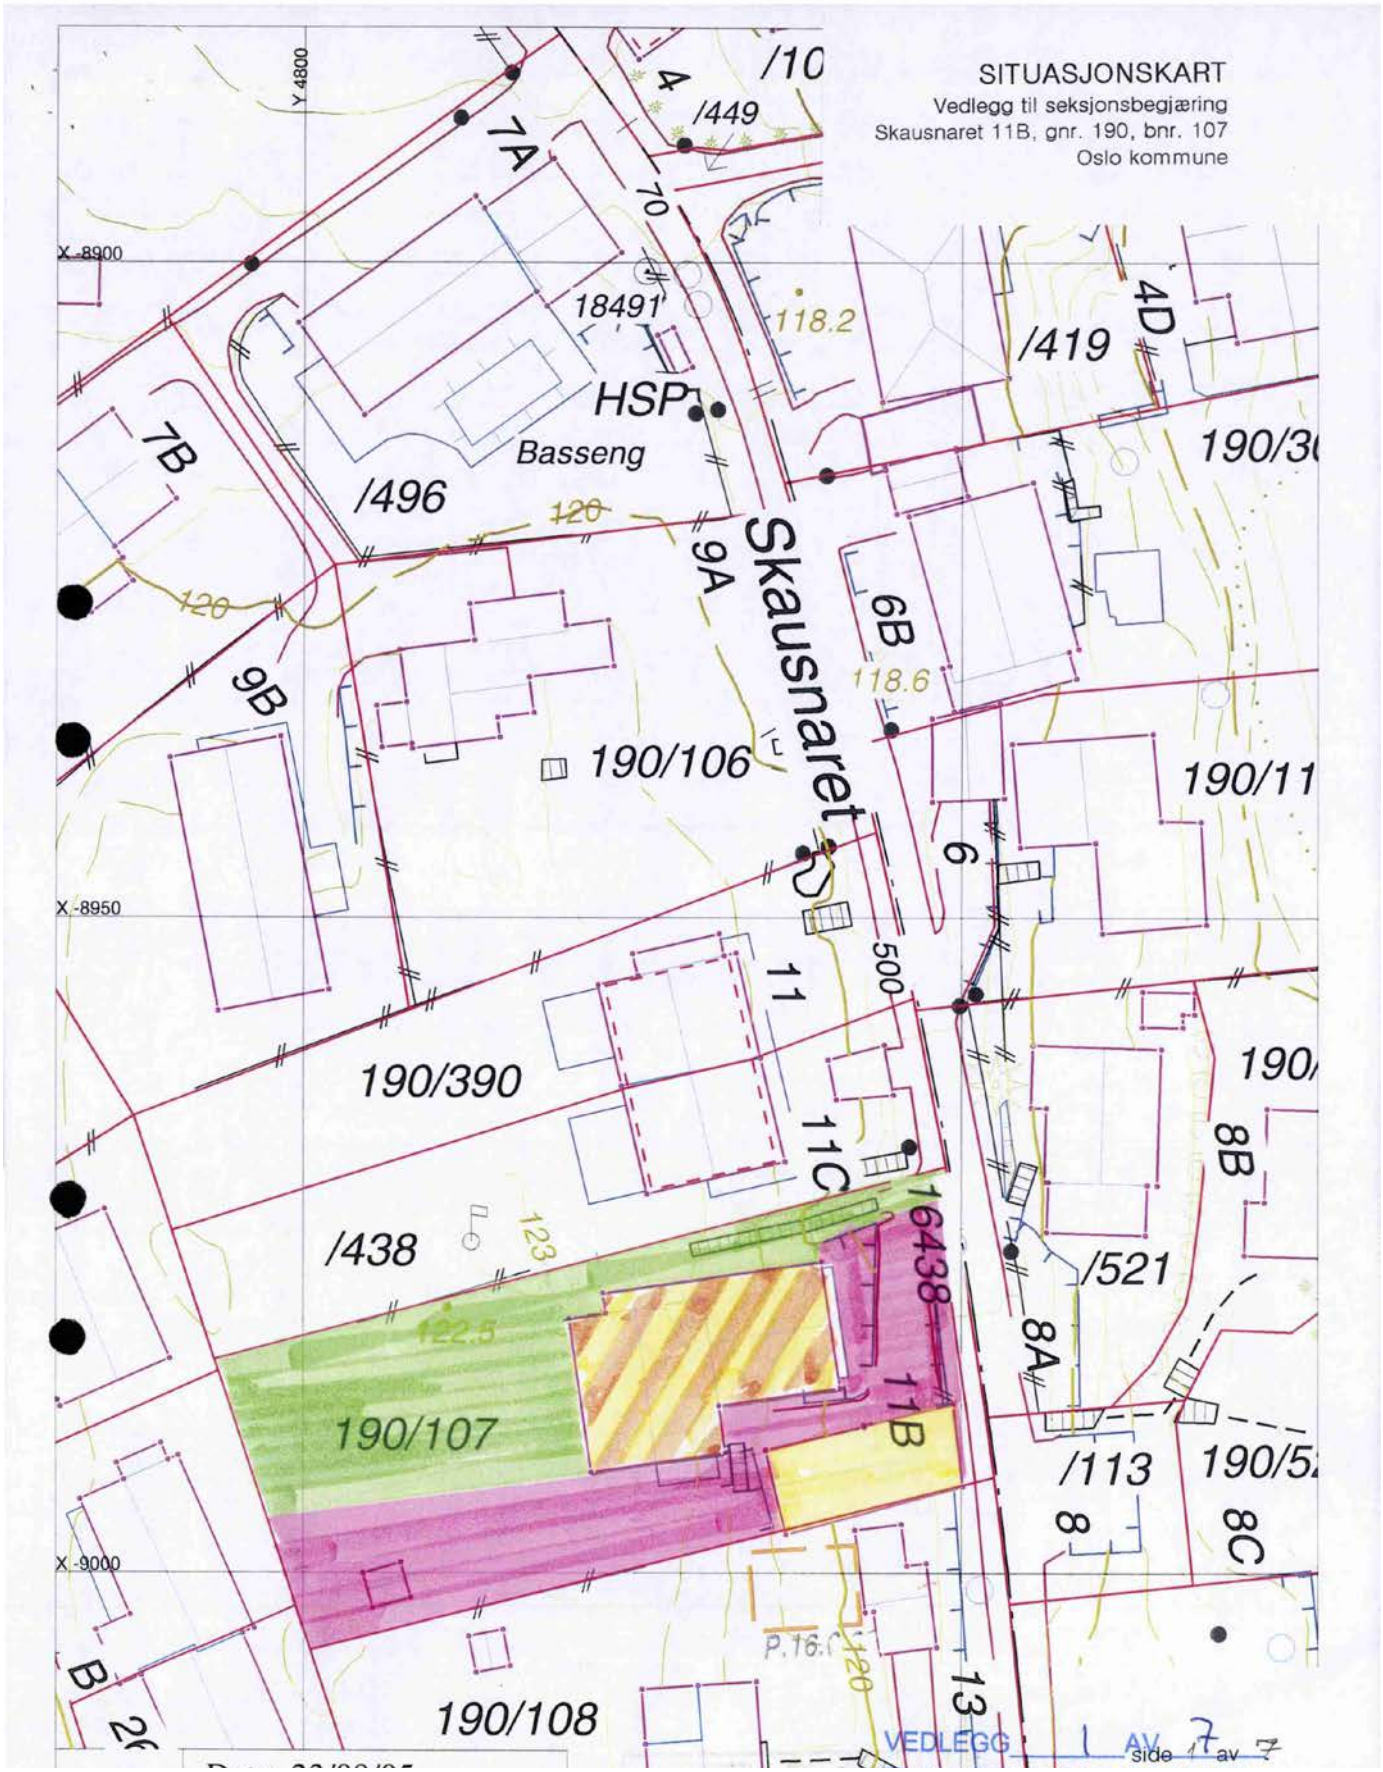 SITUASJONSKART
Vedlegg til seksjonsbegjæring
Skausnaret 11B, gnr. 190, bnr. 107
Oslo kommune
Y 4800
4
/10
/449
7A
70
X -8900
18491
118.2
4D
/419
HSP
Basseng
7B
/496
190/30
120
120
9A
Skausnaret
6B
118.6
9B
190/106
190/11
6
X -8950
11
500
190/390
190/
11C
8B
123
/438
16438
/521
122.5
8A
190/107
11B
/113
190/5
8
8C
X -9000
P.16.
120
B
13
190/108
VEDLEGG 1 AV 7
side 1 av 7